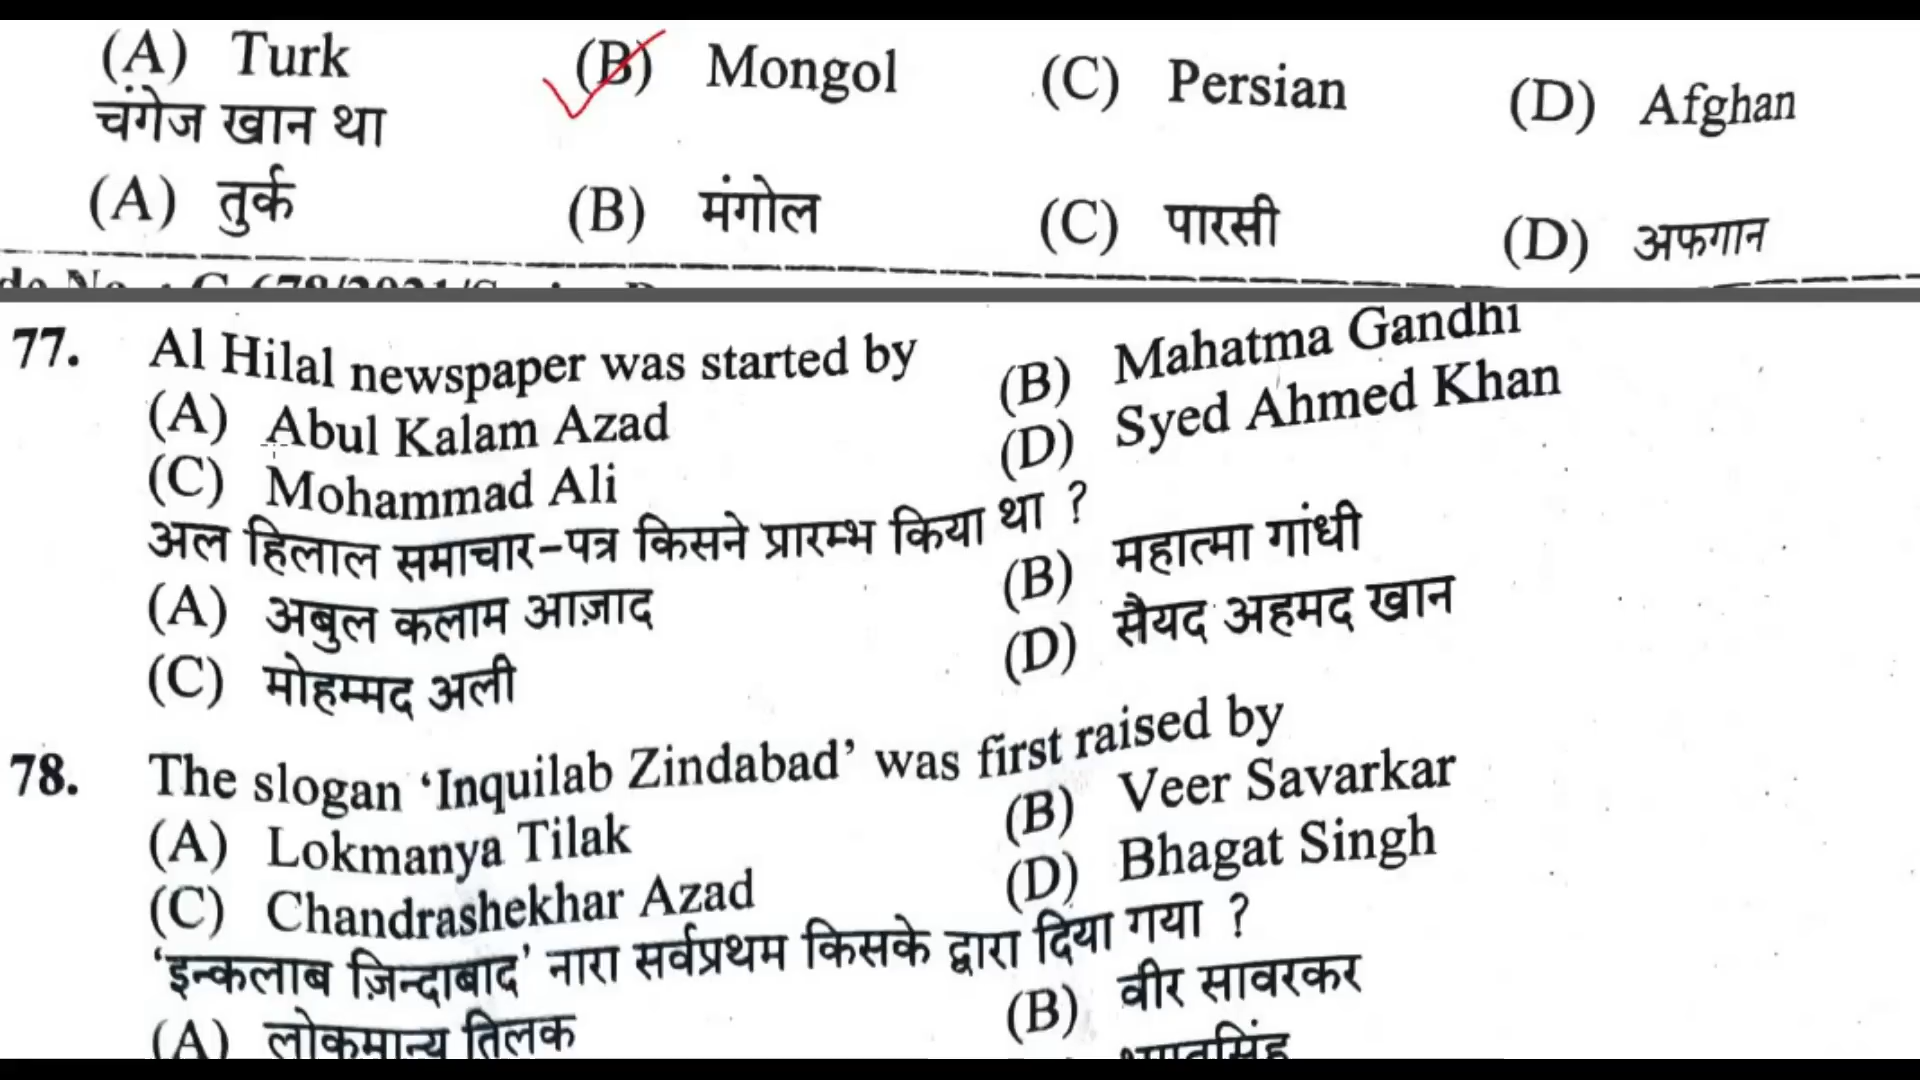 (A) Turk (B) Mongol (C) Persian (D) Afghan
चंगेज खान था
(A) तुर्क (B) मंगोल (C) पारसी (D) अफगान
77. Al Hilal newspaper was started by
(A) Abul Kalam Azad (B) Mahatma Gandhi
(C) Mohammad Ali (D) Syed Ahmed Khan
अल हिलाल समाचार-पत्र किसने प्रारम्भ किया था ?
(A) अबुल कलाम आज़ाद (B) महात्मा गांधी
(C) मोहम्मद अली (D) सैयद अहमद खान
78. The slogan ‘Inquilab Zindabad’ was first raised by
(A) Lokmanya Tilak (B) Veer Savarkar
(C) Chandrashekhar Azad (D) Bhagat Singh
‘इन्कलाब ज़िन्दाबाद’ नारा सर्वप्रथम किसके द्वारा दिया गया ?
(A) लोकमान्य तिलक (B) वीर सावरकर